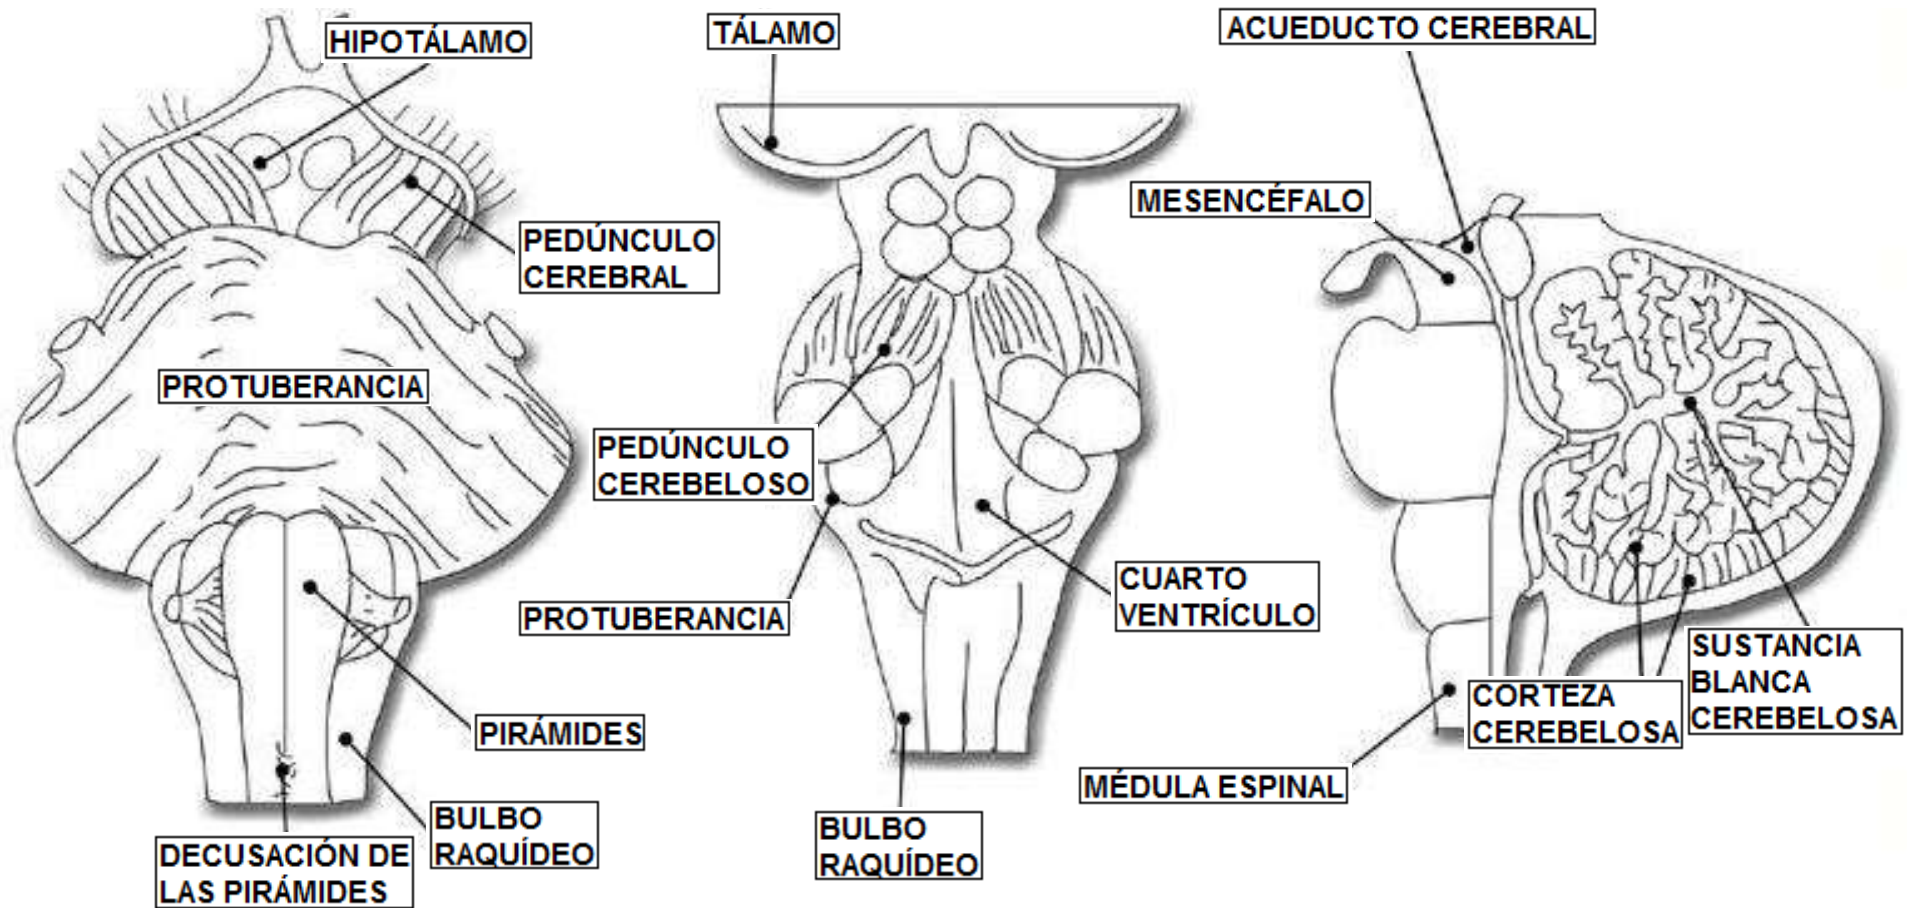 HIPOTÁLAMO
PEDÚNCULO
CEREBRAL
PROTUBERANCIA
PIRÁMIDES
BULBO
RAQUÍDEO
DECUSACIÓN DE
LAS PIRÁMIDES
TÁLAMO
PEDÚNCULO
CEREBELOSO
PROTUBERANCIA
CUARTO
VENTRÍCULO
BULBO
RAQUÍDEO
ACUEDUCTO CEREBRAL
MESENCÉFALO
SUSTANCIA
BLANCA
CEREBELOSA
CORTEZA
CEREBELOSA
MÉDULA ESPINAL